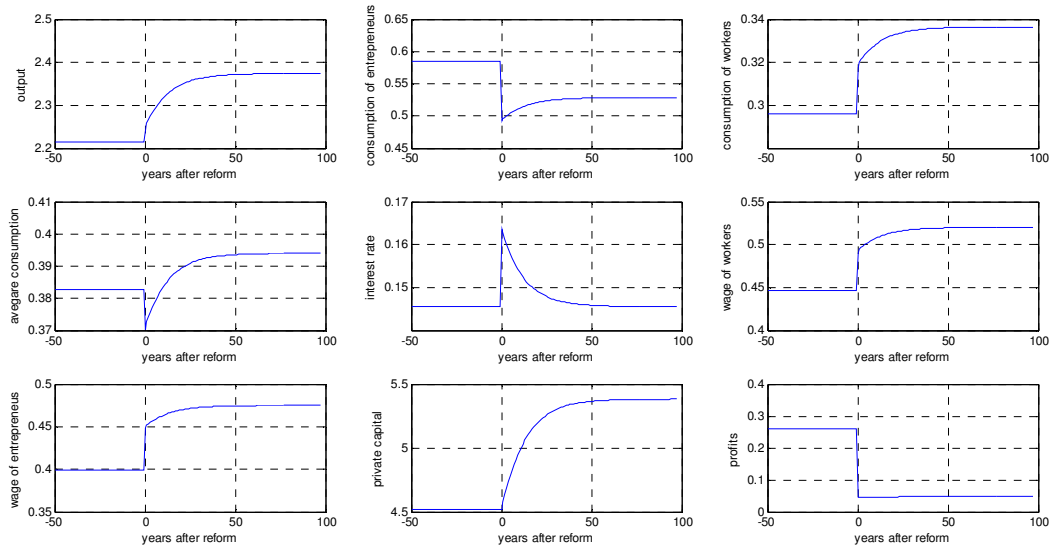 2.5
2.4
2.3
2.2
-50 0 50 100
output
years after reform
0.65
0.6
0.55
0.5
0.45
-50 0 50 100
consumption of entrepreneurs
years after reform
0.34
0.32
0.3
-50 0 50 100
consumption of workers
years after reform
0.41
0.4
0.39
0.38
0.37
-50 0 50 100
avegare consumption
years after reform
0.17
0.16
0.15
-50 0 50 100
interest rate
years after reform
0.6
0.5
0.4
-50 0 50 100
wage of workers
years after reform
0.5
0.45
0.4
0.35
-50 0 50 100
wage of entrepreneus
years after reform
5.5
5
4.5
-50 0 50 100
private capital
years after reform
0.4
0.3
0.2
0.1
0
-50 0 50 100
profits
years after reform